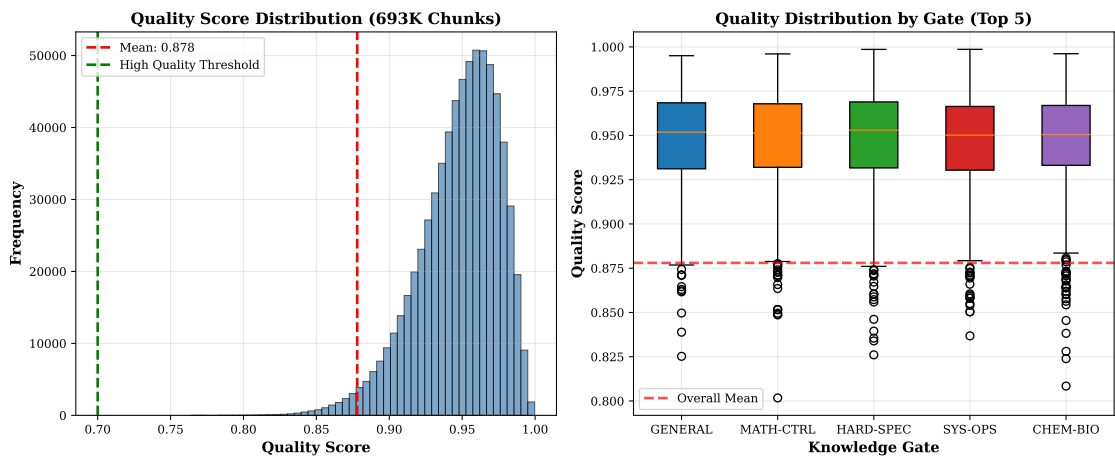 Quality Score Distribution (693K Chunks)
Mean: 0.878
High Quality Threshold
50000
40000
30000
20000
10000
0
Frequency
0.70 0.75 0.80 0.85 0.90 0.95 1.00
Quality Score
Quality Distribution by Gate (Top 5)
1.000
0.975
0.950
0.925
0.900
0.875
0.850
0.825
0.800
Quality Score
Overall Mean
GENERAL MATH-CTRL HARD-SPEC SYS-OPS CHEM-BIO
Knowledge Gate